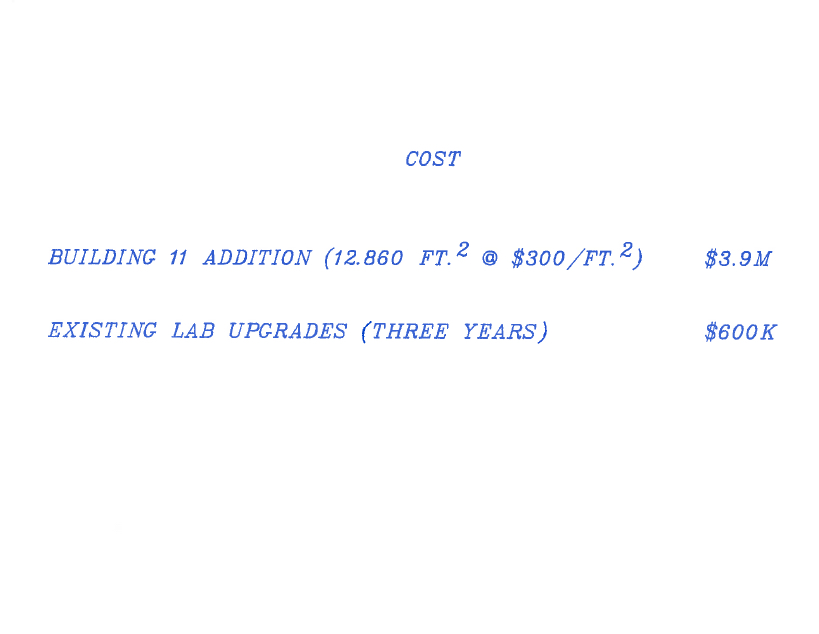 COST
BUILDING 11 ADDITION (12.860 FT.² @ $300/FT.²) $3.9M
EXISTING LAB UPGRADES (THREE YEARS) $600K